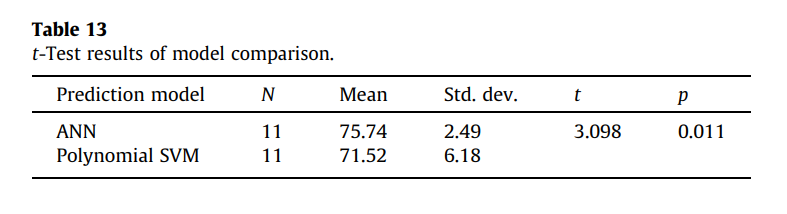 Table 13
t-Test results of model comparison.
Prediction model N Mean Std. dev. t p
ANN 11 75.74 2.49 3.098 0.011
Polynomial SVM 11 71.52 6.18